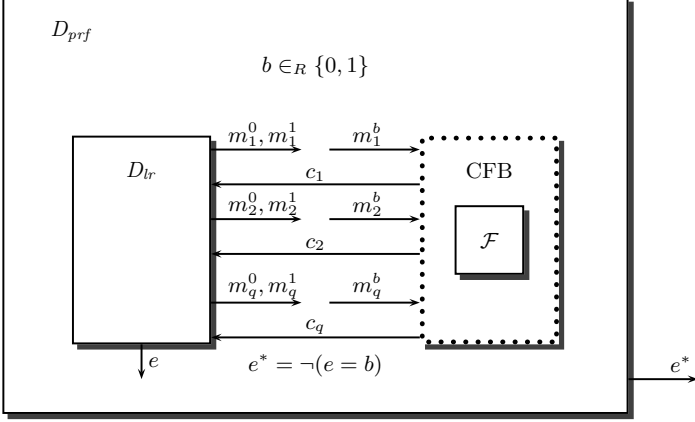 D_{prf}
b ∈_R {0, 1}
m_1^0, m_1^1 m_1^b
D_{lr} c_1 CFB
m_2^0, m_2^1 m_2^b
c_2 \mathcal{F}
m_q^0, m_q^1 m_q^b
c_q
e e^* = ¬(e = b) e^*